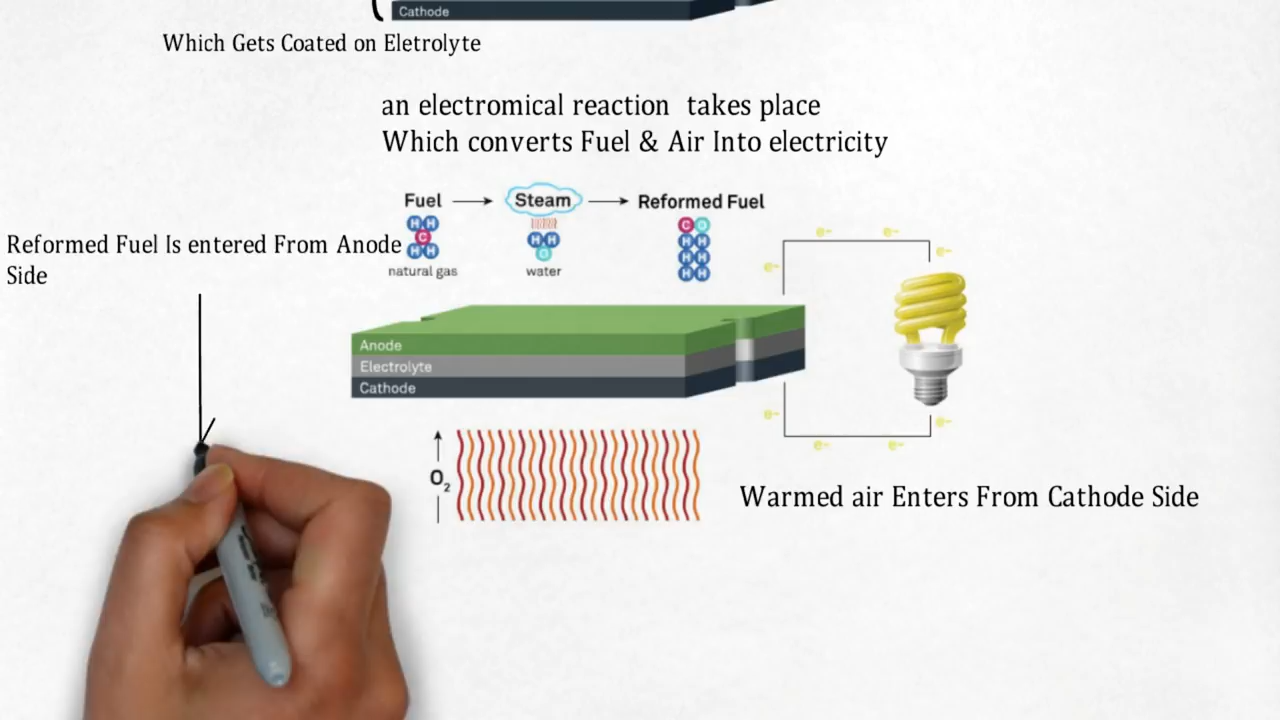 Cathode
Which Gets Coated on Eletrolyte
an electromical reaction takes place
Which converts Fuel & Air Into electricity
Fuel
Steam
Reformed Fuel
Reformed Fuel Is entered From Anode
Side
H H
C
H H
natural gas
H H
O
water
C O
H H
H H
H H
e-
e-
e-
e-
Anode
Electrolyte
Cathode
e-
e-
e-
e-
O2
Warmed air Enters From Cathode Side